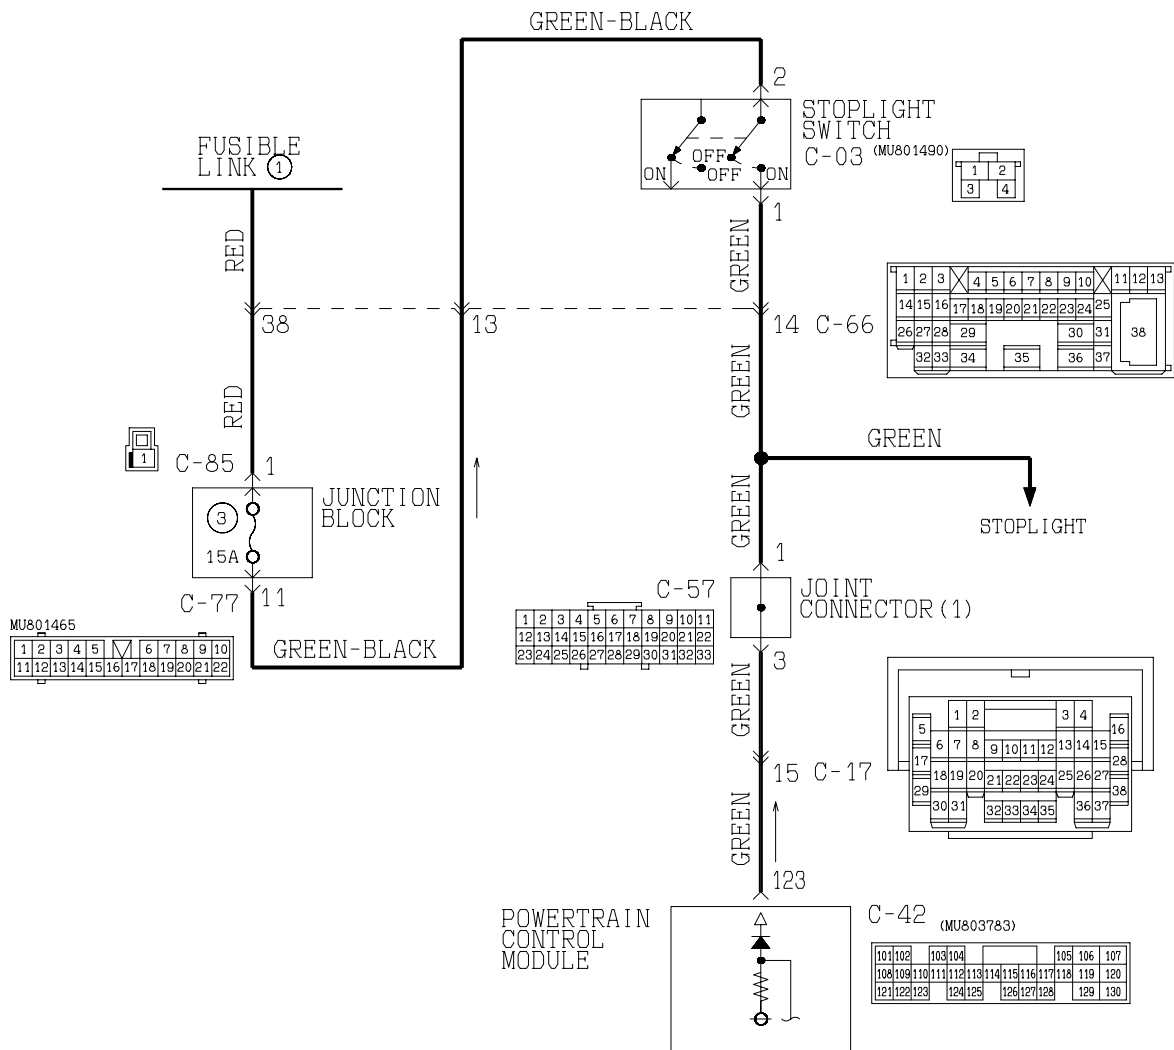 GREEN-BLACK
2
STOPLIGHT
SWITCH
C-03 (MU801490)
OFF
OFF
ON
ON
1 2
3 4
1
FUSIBLE
LINK 1
RED
GREEN
38
13
14 C-66
1 2 3 4 5 6 7 8 9 10 11 12 13
14 15 16 17 18 19 20 21 22 23 24 25
26 27 28 29 30 31 38
32 33 34 35 36 37
RED
GREEN
GREEN
STOPLIGHT
1
C-85 1
JUNCTION
BLOCK
3
15A
C-77 11
GREEN-BLACK
MU801465
1 2 3 4 5 6 7 8 9 10
11 12 13 14 15 16 17 18 19 20 21 22
GREEN
1
C-57
JOINT
CONNECTOR(1)
1 2 3 4 5 6 7 8 9 10 11
12 13 14 15 16 17 18 19 20 21 22
23 24 25 26 27 28 29 30 31 32 33
3
GREEN
15 C-17
1 2 3 4
5 16
6 7 8 9 10 11 12 13 14 15
17 28
18 19 20 21 22 23 24 25 26 27
29 38
30 31 32 33 34 35 36 37
GREEN
123
POWERTRAIN
CONTROL
MODULE
C-42 (MU803783)
101 102 103 104 105 106 107
108 109 110 111 112 113 114 115 116 117 118 119 120
121 122 123 124 125 126 127 128 129 130